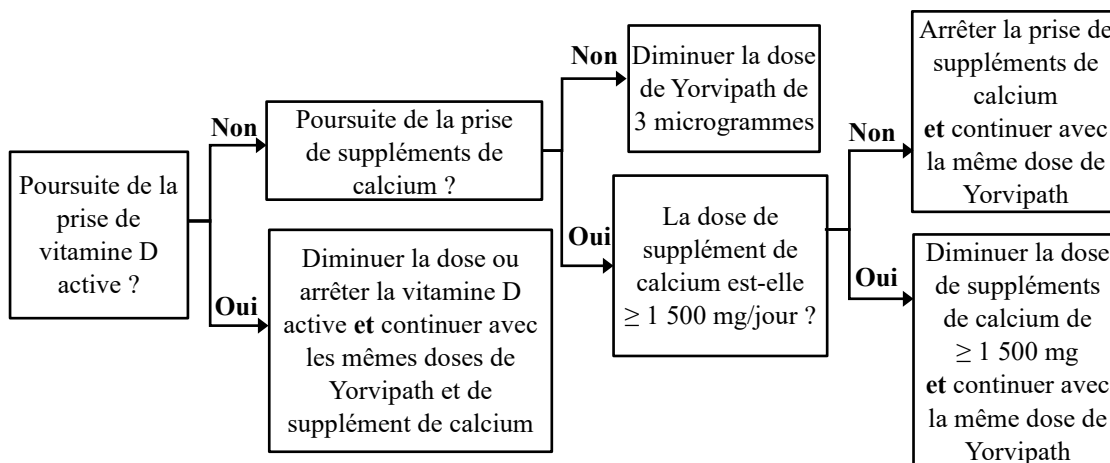 Poursuite de la
prise de
vitamine D
active ?
Non
Poursuite de la prise
de suppléments de
calcium ?
Oui
Diminuer la dose ou
arrêter la vitamine D
active et continuer avec
les mêmes doses de
Yorvipath et de
supplément de calcium
Non
Diminuer la dose
de Yorvipath de
3 microgrammes
Oui
La dose de
supplément de
calcium est-elle
≥ 1 500 mg/jour ?
Non
Arrêter la prise de
suppléments de
calcium
et continuer avec
la même dose de
Yorvipath
Oui
Diminuer la dose
de suppléments
de calcium de
≥ 1 500 mg
et continuer avec
la même dose de
Yorvipath